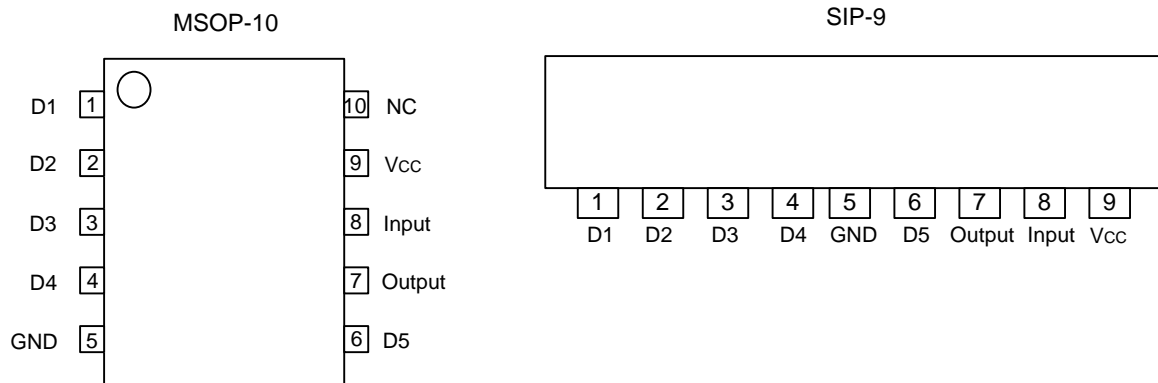 MSOP-10
D1 1 10 NC
D2 2 9 Vcc
D3 3 8 Input
D4 4 7 Output
GND 5 6 D5
SIP-9
1 2 3 4 5 6 7 8 9
D1 D2 D3 D4 GND D5 Output Input Vcc